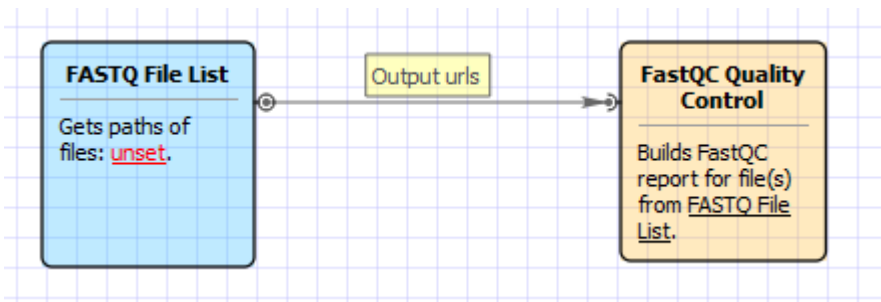 FASTQ File List
Gets paths of
files: unset.
Output urls
FastQC Quality
Control
Builds FastQC
report for file(s)
from FASTQ File
List.